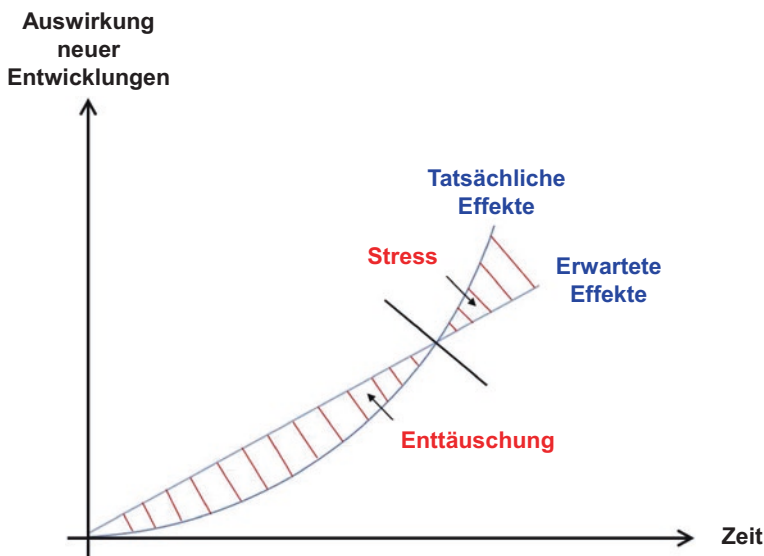 Auswirkung
neuer
Entwicklungen
Tatsächliche
Effekte
Stress
Erwartete
Effekte
Enttäuschung
Zeit